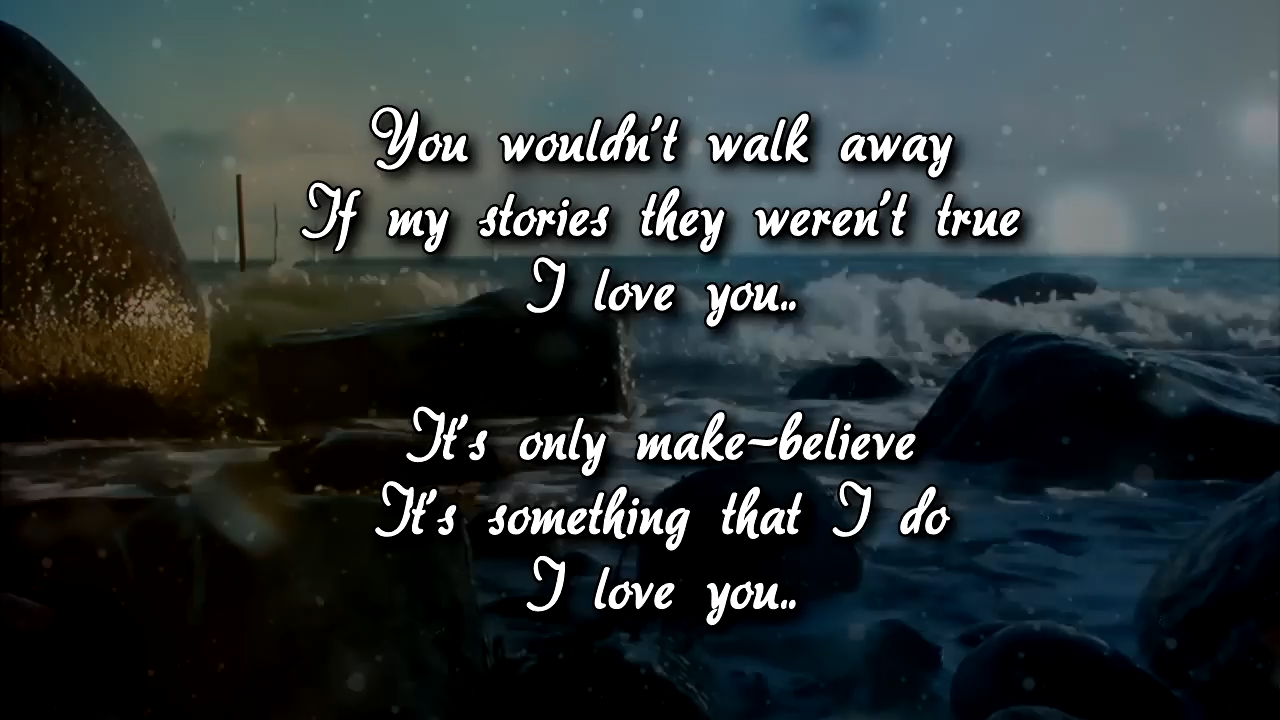 You wouldn't walk away
If my stories they weren't true
I love you..
It's only make-believe
It's something that I do
I love you..